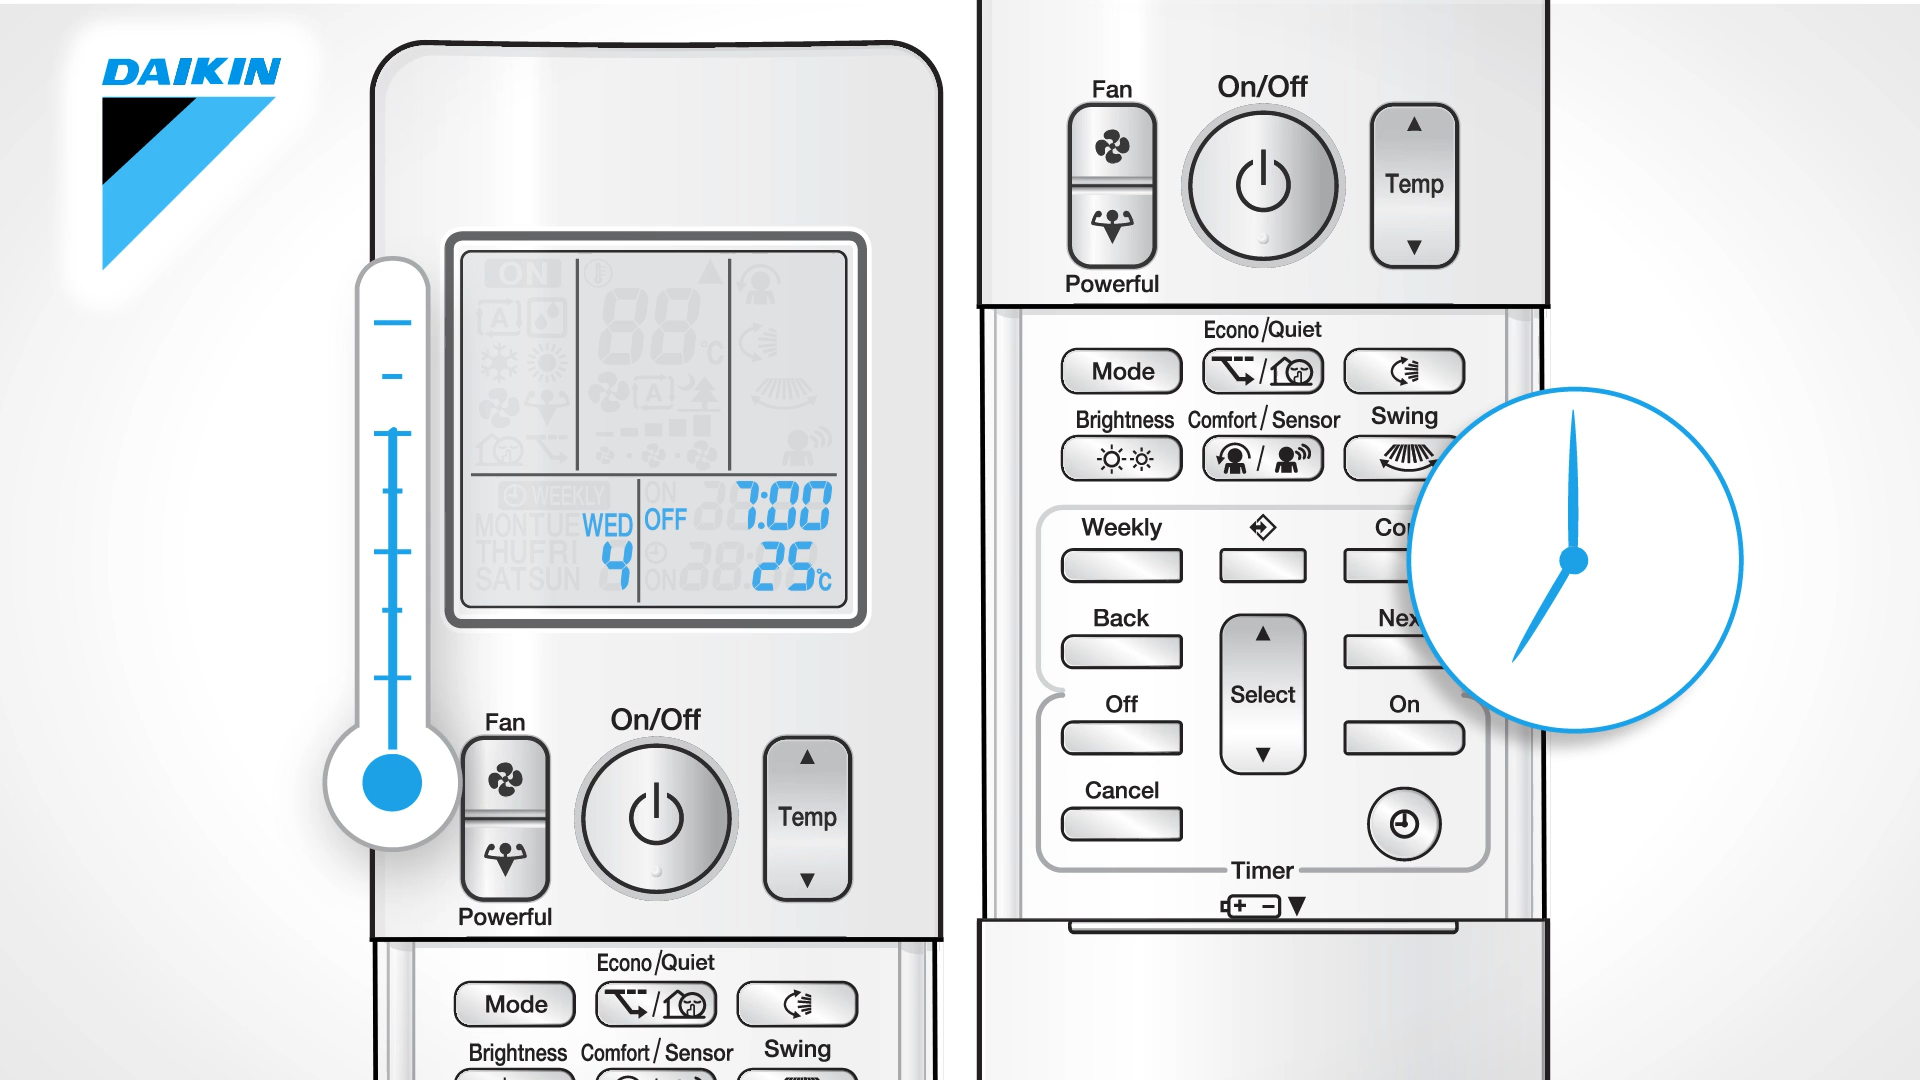 DAIKIN
ON
88°C
A
A
WEEKLY
MON TUE WED
THU FRI 4
SAT SUN
ON
OFF 7:00
25°C
ON
Fan
On/Off
Temp
Powerful
Econo/Quiet
Mode
Brightness
Comfort/Sensor
Swing
Fan
On/Off
Temp
Powerful
Econo/Quiet
Mode
Brightness
Comfort/Sensor
Swing
Weekly
Back
Select
Off
On
Cancel
Timer